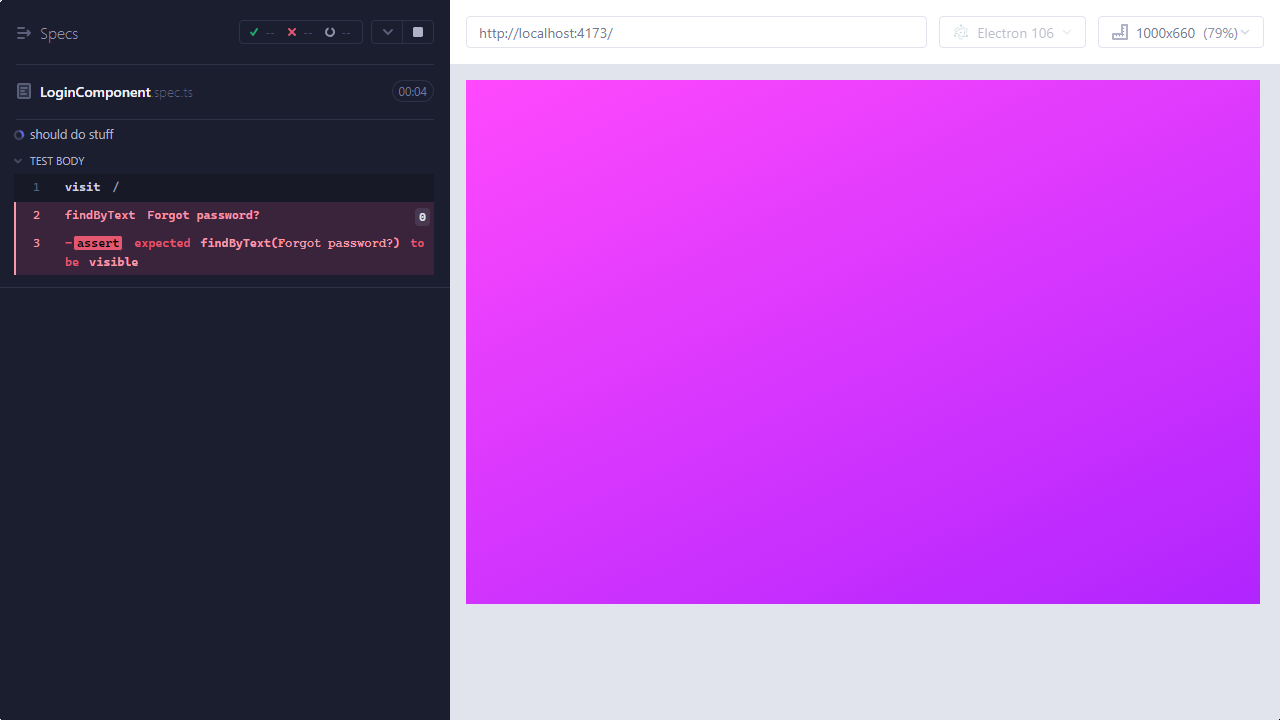 Specs
-- -- --
LoginComponent spec.ts
00:04
should do stuff
TEST BODY
1 visit /
2 findByText Forgot password? 0
3 -assert expected findByText(Forgot password?) to
be visible
http://localhost:4173/
Electron 106
1000x660 (79%)